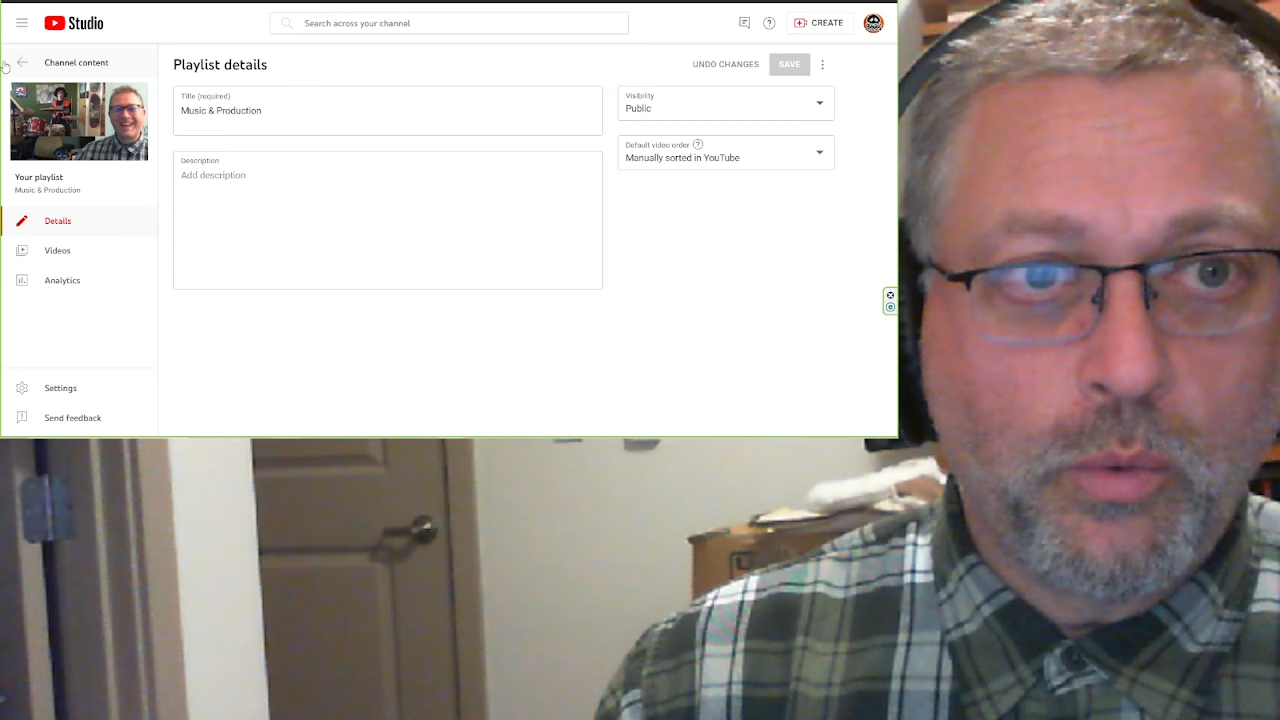 Studio
Search across your channel
CREATE
Channel content
Your playlist
Music & Production
Details
Videos
Analytics
Settings
Send feedback
Playlist details
UNDO CHANGES
SAVE
Title (required)
Music & Production
Description
Add description
Visibility
Public
Default video order
Manually sorted in YouTube